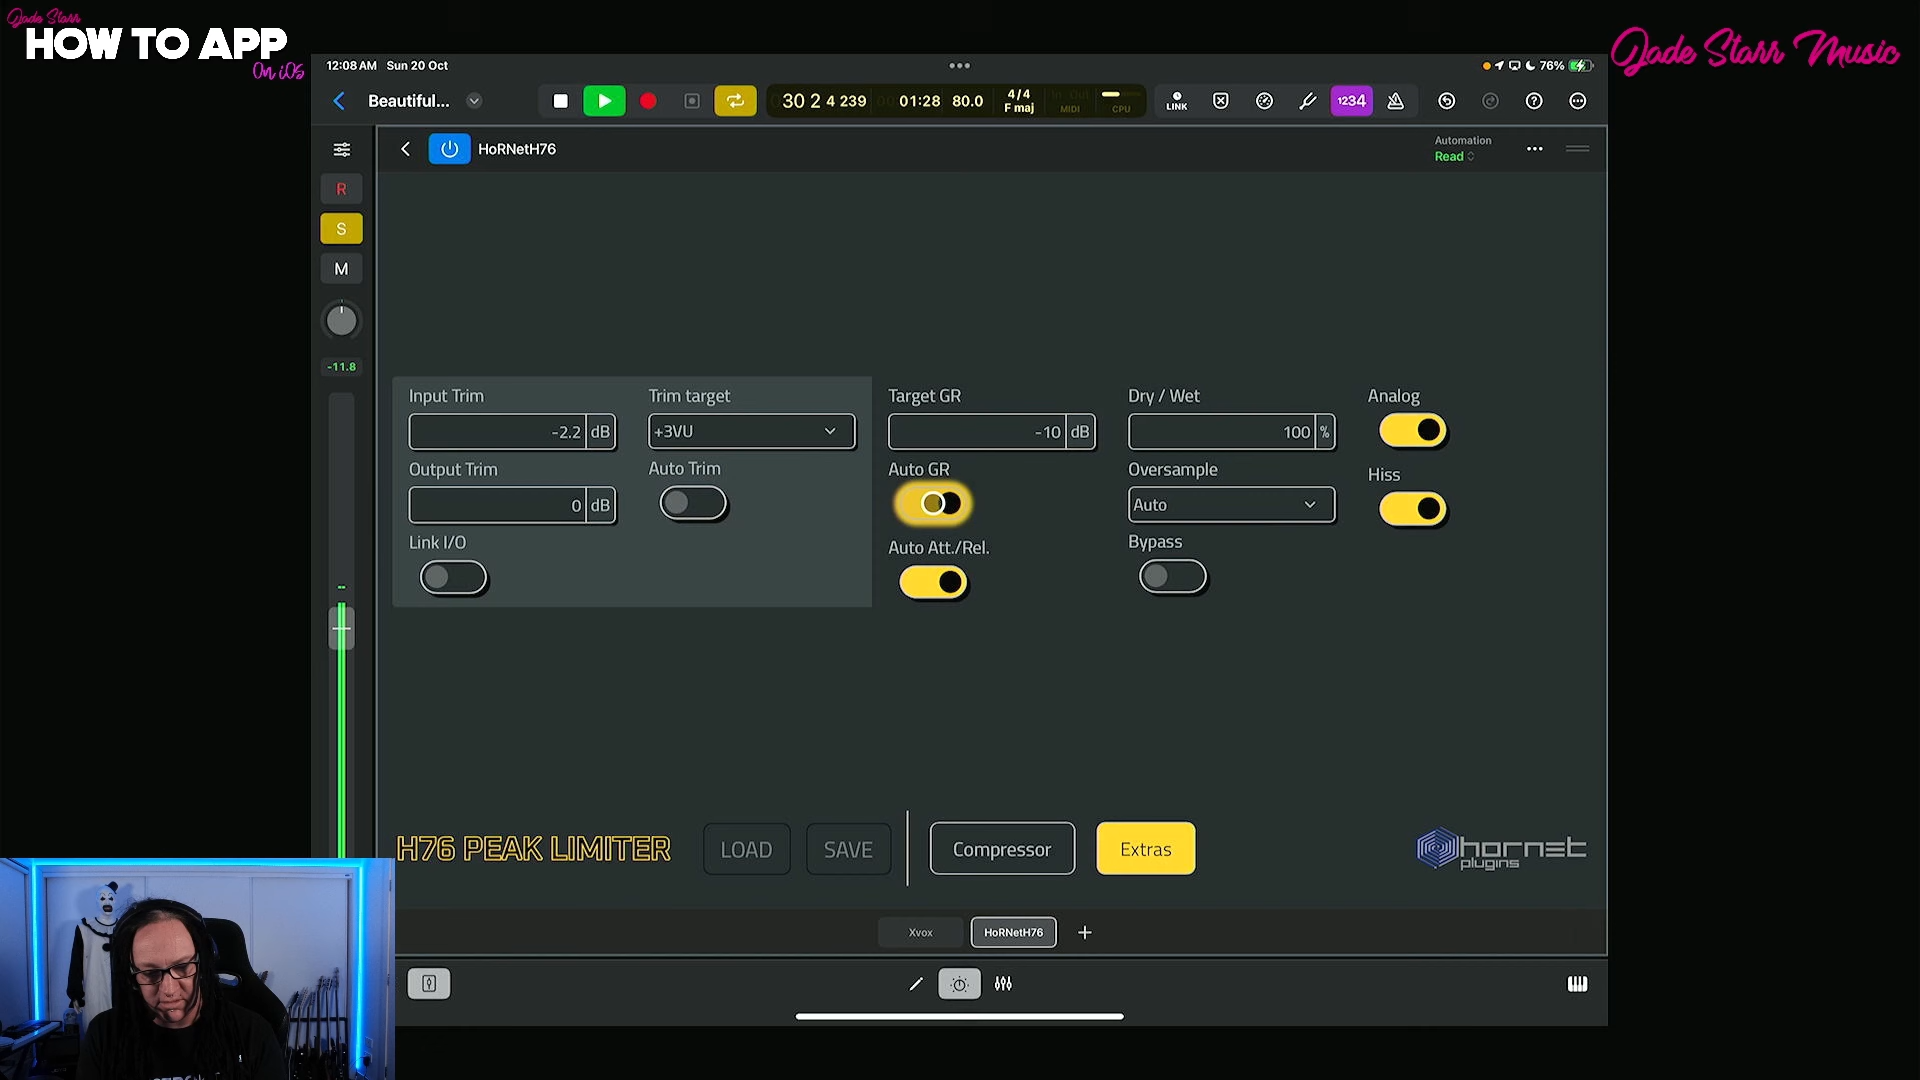 Jade Starr
HOW TO APP
On iOS
Jade Starr Music
12:08 AM Sun 20 Oct
76%
Beautiful...
30 2 4 239
01:28
80.0
4/4
F maj
In Out
MIDI
CPU
LINK
1234
HoRNetH76
Automation
Read
R
S
M
-11.8
Input Trim
-2.2 dB
Trim target
+3VU
Target GR
-10 dB
Dry / Wet
100 %
Analog
Output Trim
0 dB
Auto Trim
Auto GR
Oversample
Auto
Hiss
Link I/O
Auto Att./Rel.
Bypass
H76 PEAK LIMITER
LOAD
SAVE
Compressor
Extras
hornet
plugins
Xvox
HoRNetH76